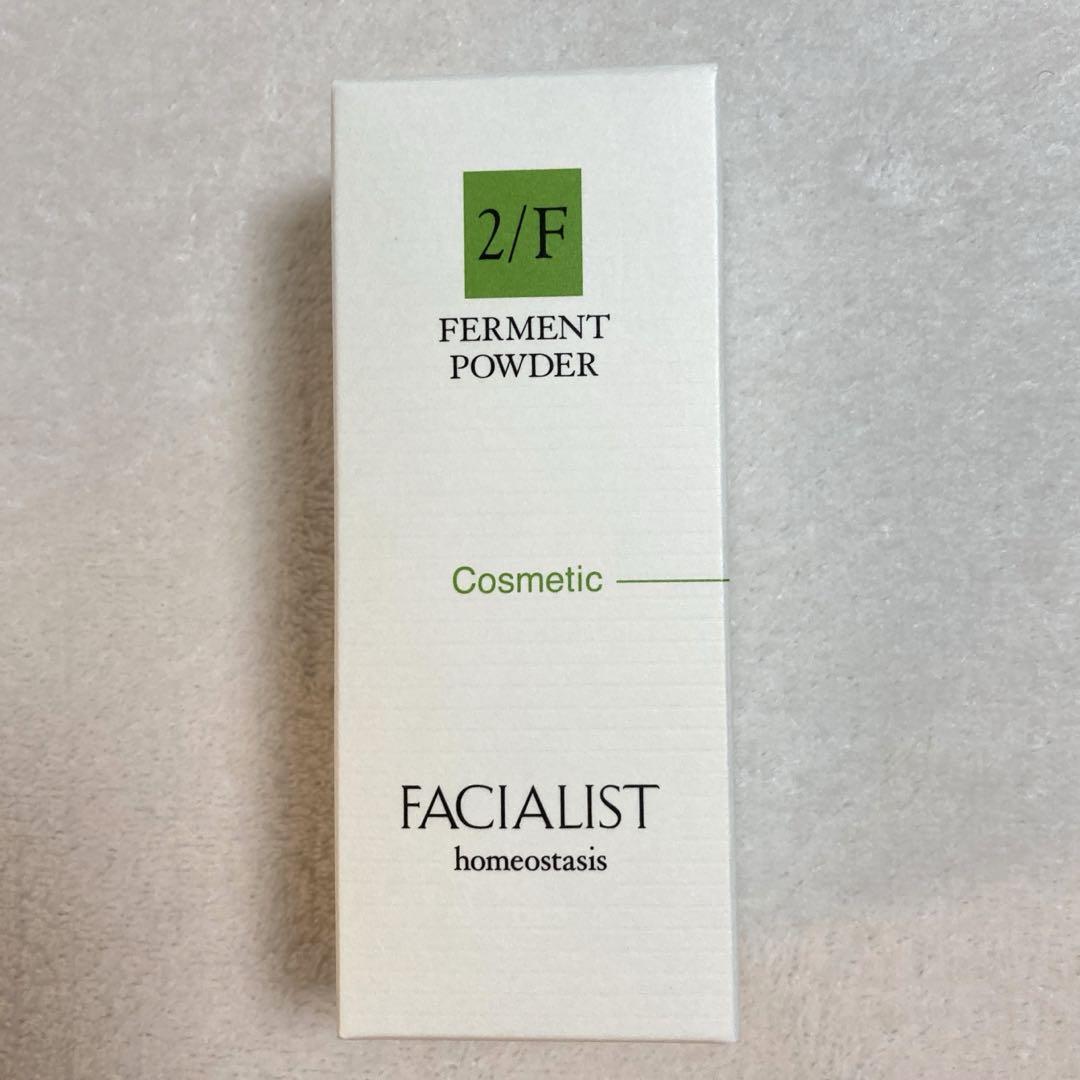 2/F
FERMENT
POWDER
Cosmetic
FACIALIST
homeostasis